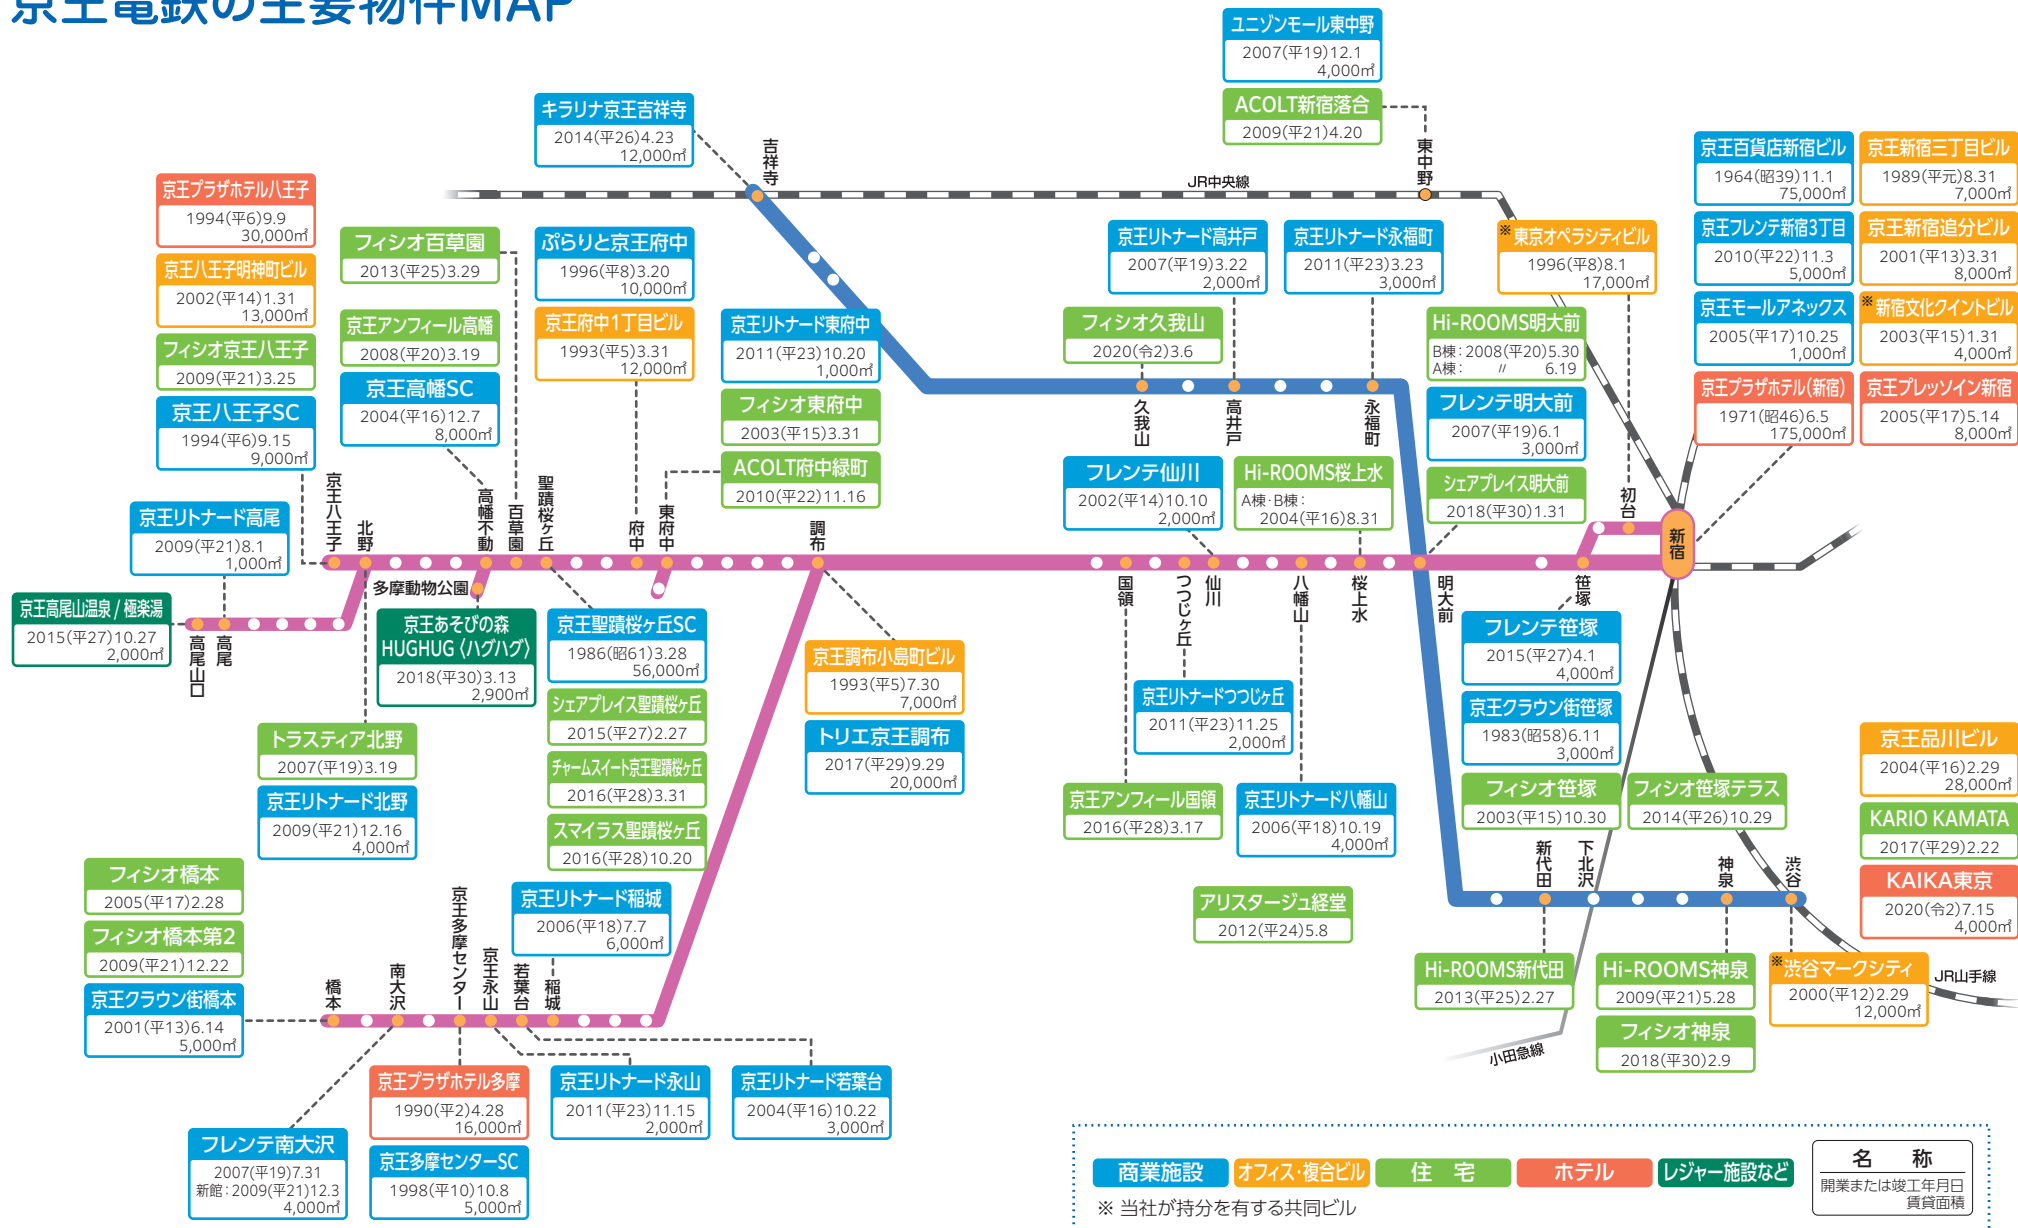 京王電鉄の主要物件MAP
ユニゾンモール東中野
2007(平19)12.1
4,000㎡
ACOLT新宿落合
2009(平21)4.20
東中野
キラリナ京王吉祥寺
2014(平26)4.23
12,000㎡
吉祥寺
JR中央線
京王百貨店新宿ビル
1964(昭39)11.1
75,000㎡
京王新宿三丁目ビル
1989(平元)8.31
7,000㎡
京王フレンテ新宿3丁目
2010(平22)11.3
5,000㎡
京王新宿追分ビル
2001(平13)3.31
8,000㎡
京王モールアネックス
2005(平17)10.25
1,000㎡
※新宿文化クイントビル
2003(平15)1.31
4,000㎡
京王プラザホテル(新宿)
1971(昭46)6.5
175,000㎡
京王プレッソイン新宿
2005(平17)5.14
8,000㎡
京王プラザホテル八王子
1994(平6)9.9
30,000㎡
京王八王子明神町ビル
2002(平14)1.31
13,000㎡
フィシオ京王八王子
2009(平21)3.25
京王八王子SC
1994(平6)9.15
9,000㎡
フィシオ百草園
2013(平25)3.29
京王アンフィール高幡
2008(平20)3.19
京王高幡SC
2004(平16)12.7
8,000㎡
ぷらりと京王府中
1996(平8)3.20
10,000㎡
京王府中1丁目ビル
1993(平5)3.31
12,000㎡
京王リトナード東府中
2011(平23)10.20
1,000㎡
フィシオ東府中
2003(平15)3.31
ACOLT府中緑町
2010(平22)11.16
京王リトナード高井戸
2007(平19)3.22
2,000㎡
京王リトナード永福町
2011(平23)3.23
3,000㎡
※東京オペラシティビル
1996(平8)8.1
17,000㎡
フィシオ久我山
2020(令2)3.6
Hi-ROOMS明大前
B棟：2008(平20)5.30
A棟： 〃 6.19
フレンテ明大前
2007(平19)6.1
3,000㎡
シェアプレイス明大前
2018(平30)1.31
久我山
高井戸
永福町
フレンテ仙川
2002(平14)10.10
2,000㎡
Hi-ROOMS桜上水
A棟·B棟：
2004(平16)8.31
京王リトナード高尾
2009(平21)8.1
1,000㎡
京王八王子
北野
高幡不動
百草園
聖蹟桜ヶ丘
府中
東府中
調布
国領
つつじヶ丘
仙川
八幡山
桜上水
明大前
笹塚
初台
新宿
多摩動物公園
京王高尾山温泉 / 極楽湯
2015(平27)10.27
2,000㎡
高尾山口
高尾
京王あそびの森
HUGHUG〈ハグハグ〉
2018(平30)3.13
2,900㎡
京王聖蹟桜ヶ丘SC
1986(昭61)3.28
56,000㎡
シェアプレイス聖蹟桜ヶ丘
2015(平27)2.27
チャームスイート京王聖蹟桜ヶ丘
2016(平28)3.31
スマイラス聖蹟桜ヶ丘
2016(平28)10.20
京王調布小島町ビル
1993(平5)7.30
7,000㎡
トリエ京王調布
2017(平29)9.29
20,000㎡
トラスティア北野
2007(平19)3.19
京王リトナード北野
2009(平21)12.16
4,000㎡
京王リトナードつつじヶ丘
2011(平23)11.25
2,000㎡
京王アンフィール国領
2016(平28)3.17
京王リトナード八幡山
2006(平18)10.19
4,000㎡
フレンテ笹塚
2015(平27)4.1
4,000㎡
京王クラウン街笹塚
1983(昭58)6.11
3,000㎡
フィシオ笹塚
2003(平15)10.30
フィシオ笹塚テラス
2014(平26)10.29
京王品川ビル
2004(平16)2.29
28,000㎡
KARIO KAMATA
2017(平29)2.22
KAIKA東京
2020(令2)7.15
4,000㎡
新代田
下北沢
神泉
渋谷
アリスタージュ経堂
2012(平24)5.8
Hi-ROOMS新代田
2013(平25)2.27
Hi-ROOMS神泉
2009(平21)5.28
フィシオ神泉
2018(平30)2.9
※渋谷マークシティ
2000(平12)2.29
12,000㎡
JR山手線
小田急線
フィシオ橋本
2005(平17)2.28
フィシオ橋本第2
2009(平21)12.22
京王クラウン街橋本
2001(平13)6.14
5,000㎡
京王リトナード稲城
2006(平18)7.7
6,000㎡
橋本
南大沢
京王多摩センター
京王永山
若葉台
稲城
フレンテ南大沢
2007(平19)7.31
新館：2009(平21)12.3
4,000㎡
京王プラザホテル多摩
1990(平2)4.28
16,000㎡
京王多摩センターSC
1998(平10)10.8
5,000㎡
京王リトナード永山
2011(平23)11.15
2,000㎡
京王リトナード若葉台
2004(平16)10.22
3,000㎡
商業施設
オフィス・複合ビル
住 宅
ホテル
レジャー施設など
※ 当社が持分を有する共同ビル
名 称
開業または竣工年月日
賃貸面積